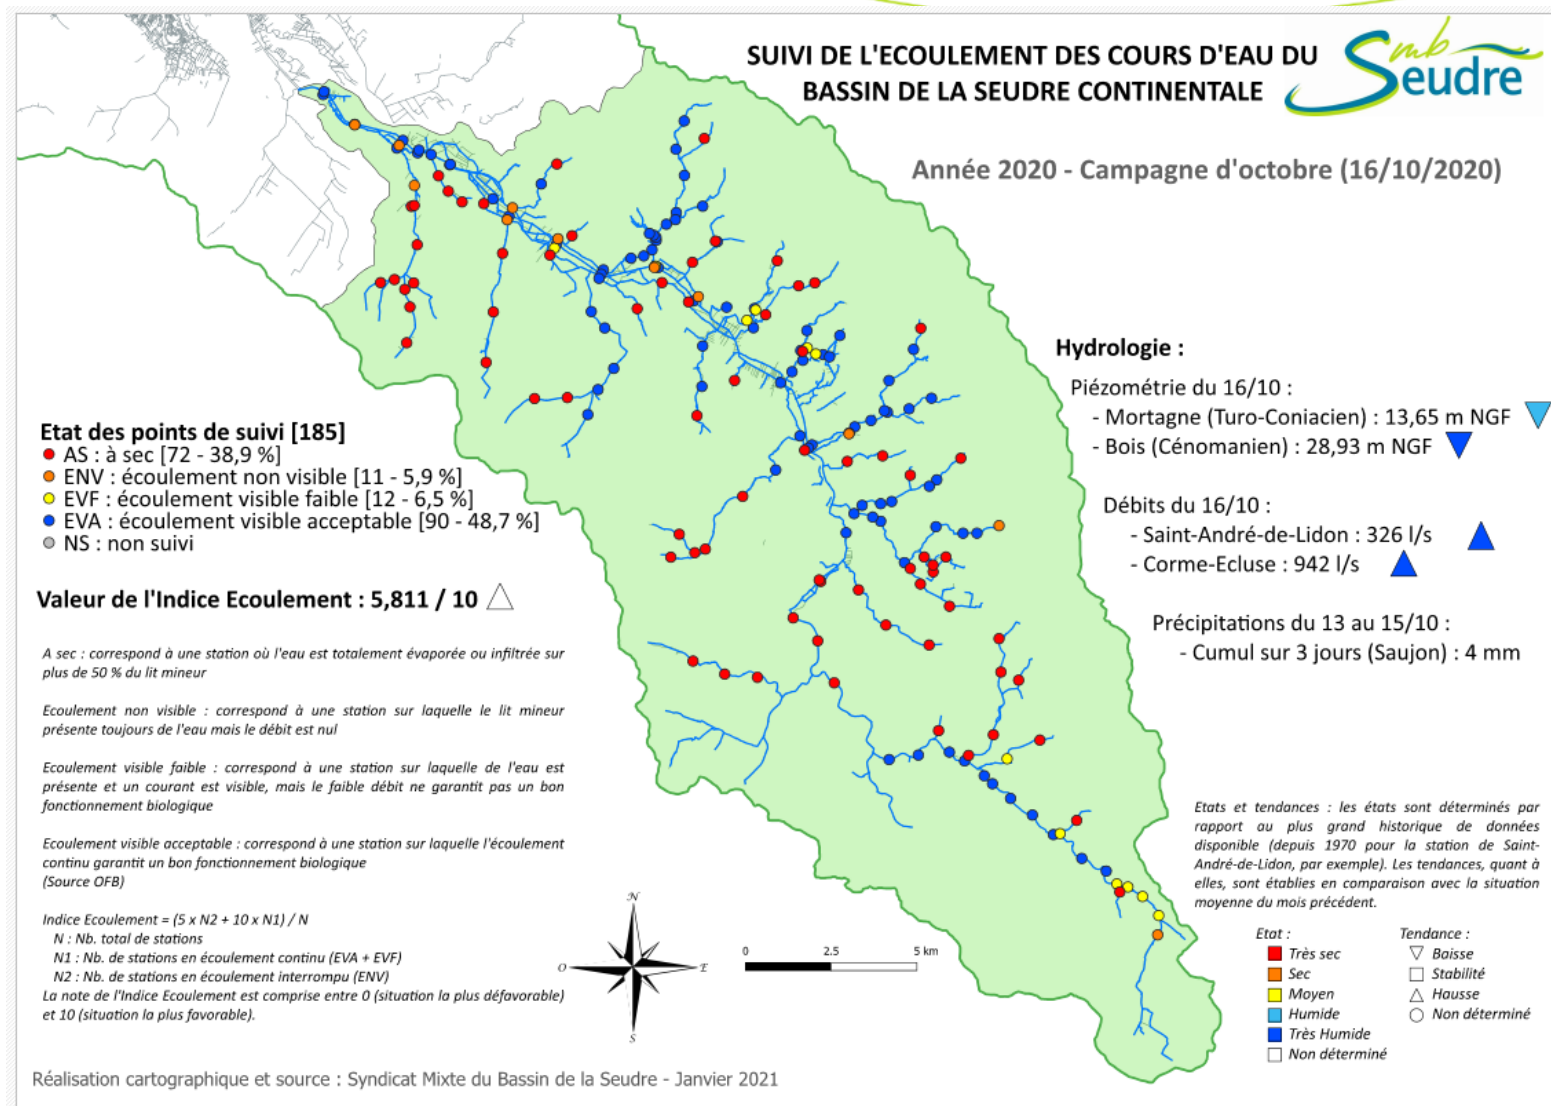 SUIVI DE L'ECOULEMENT DES COURS D'EAU DU
BASSIN DE LA SEUDRE CONTINENTALE
Smb
Seudre
Année 2020 - Campagne d'octobre (16/10/2020)
Hydrologie :
Piézométrie du 16/10 :
- Mortagne (Turo-Coniacien) : 13,65 m NGF
- Bois (Cénomanien) : 28,93 m NGF
Débits du 16/10 :
- Saint-André-de-Lidon : 326 l/s
- Corme-Ecluse : 942 l/s
Précipitations du 13 au 15/10 :
- Cumul sur 3 jours (Saujon) : 4 mm
Etat des points de suivi [185]
AS : à sec [72 - 38,9 %]
ENV : écoulement non visible [11 - 5,9 %]
EVF : écoulement visible faible [12 - 6,5 %]
EVA : écoulement visible acceptable [90 - 48,7 %]
NS : non suivi
Valeur de l'Indice Ecoulement : 5,811 / 10
A sec : correspond à une station où l'eau est totalement évaporée ou infiltrée sur
plus de 50 % du lit mineur
Ecoulement non visible : correspond à une station sur laquelle le lit mineur
présente toujours de l'eau mais le débit est nul
Ecoulement visible faible : correspond à une station sur laquelle de l'eau est
présente et un courant est visible, mais le faible débit ne garantit pas un bon
fonctionnement biologique
Ecoulement visible acceptable : correspond à une station sur laquelle l'écoulement
continu garantit un bon fonctionnement biologique
(Source OFB)
Indice Ecoulement = (5 x N2 + 10 x N1) / N
N : Nb. total de stations
N1 : Nb. de stations en écoulement continu (EVA + EVF)
N2 : Nb. de stations en écoulement interrompu (ENV)
La note de l'Indice Ecoulement est comprise entre 0 (situation la plus défavorable)
et 10 (situation la plus favorable).
N
O
E
S
0 2.5 5 km
Etats et tendances : les états sont déterminés par
rapport au plus grand historique de données
disponible (depuis 1970 pour la station de Saint-
André-de-Lidon, par exemple). Les tendances, quant à
elles, sont établies en comparaison avec la situation
moyenne du mois précédent.
Etat :
Très sec
Sec
Moyen
Humide
Très Humide
Non déterminé
Tendance :
Baisse
Stabilité
Hausse
Non déterminé
Réalisation cartographique et source : Syndicat Mixte du Bassin de la Seudre - Janvier 2021